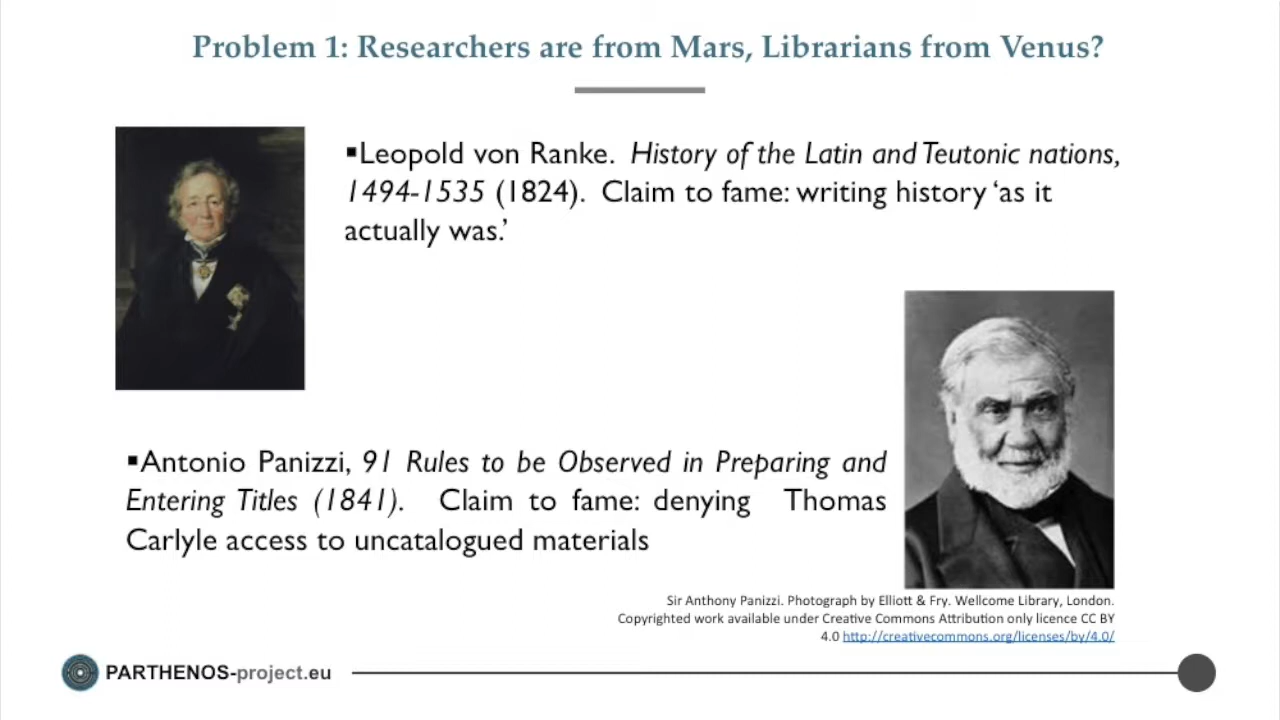 Problem 1: Researchers are from Mars, Librarians from Venus?
▪Leopold von Ranke. History of the Latin and Teutonic nations,
1494-1535 (1824). Claim to fame: writing history ‘as it
actually was.’
▪Antonio Panizzi, 91 Rules to be Observed in Preparing and
Entering Titles (1841). Claim to fame: denying Thomas
Carlyle access to uncatalogued materials
Sir Anthony Panizzi. Photograph by Elliott & Fry. Wellcome Library, London.
Copyrighted work available under Creative Commons Attribution only licence CC BY
4.0 http://creativecommons.org/licenses/by/4.0/
PARTHENOS-project.eu